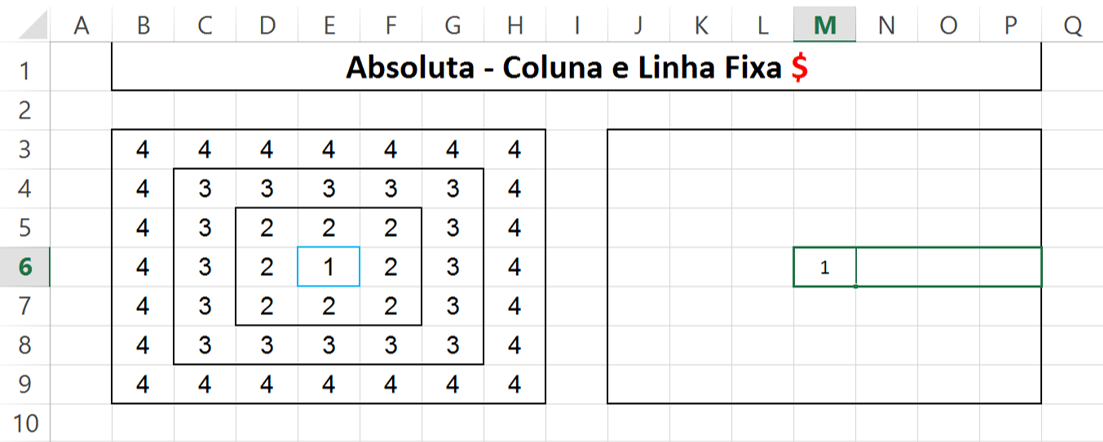 A B C D E F G H I J K L M N O P Q
1 Absoluta - Coluna e Linha Fixa $
2
3 4 4 4 4 4 4 4
4 4 3 3 3 3 3 4
5 4 3 2 2 2 3 4
6 4 3 2 1 2 3 4 1
7 4 3 2 2 2 3 4
8 4 3 3 3 3 3 4
9 4 4 4 4 4 4 4
10